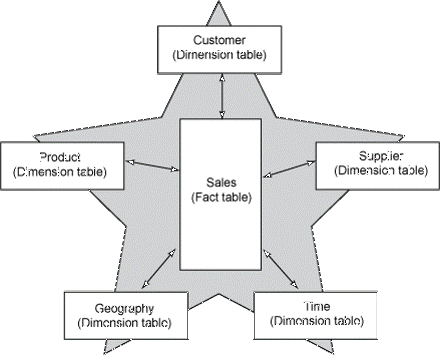 Customer
(Dimension table)
Product
(Dimension table)
Supplier
(Dimension table)
Sales
(Fact table)
Geography
(Dimension table)
Time
(Dimension table)